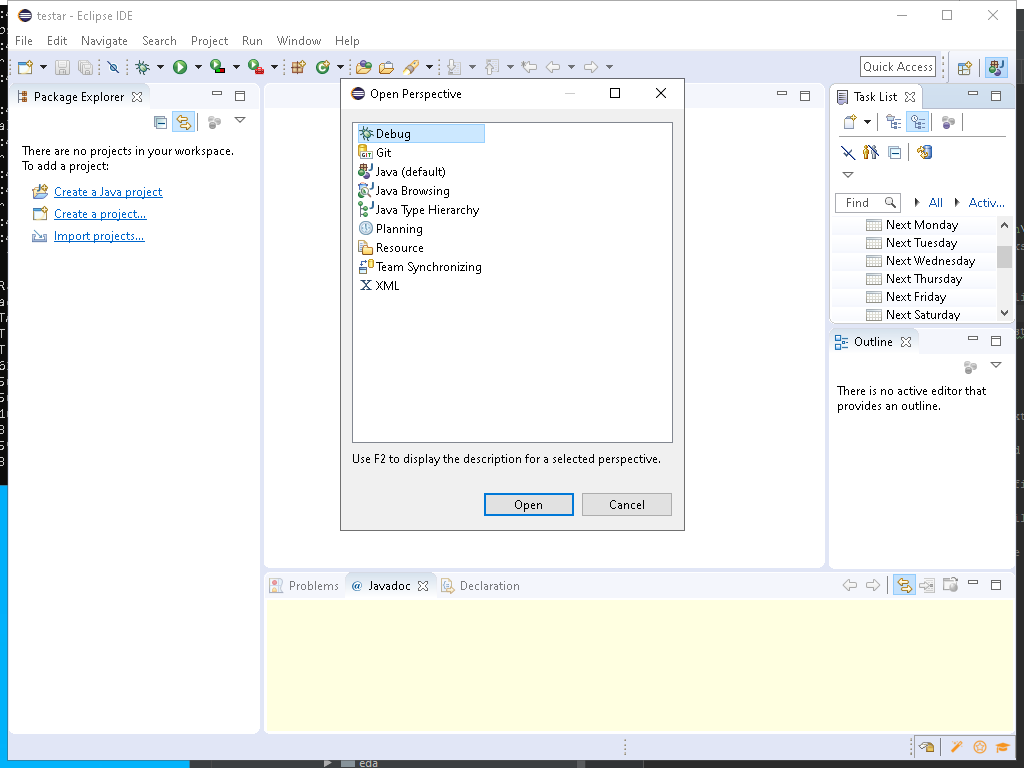 testar - Eclipse IDE
File Edit Navigate Search Project Run Window Help
Quick Access
Package Explorer
There are no projects in your workspace.
To add a project:
Create a Java project
Create a project...
Import projects...
Open Perspective
Debug
Git
Java (default)
Java Browsing
Java Type Hierarchy
Planning
Resource
Team Synchronizing
XML
Use F2 to display the description for a selected perspective.
Open Cancel
Task List
Find All Activ...
Next Monday
Next Tuesday
Next Wednesday
Next Thursday
Next Friday
Next Saturday
Outline
There is no active editor that
provides an outline.
Problems @ Javadoc Declaration
eda